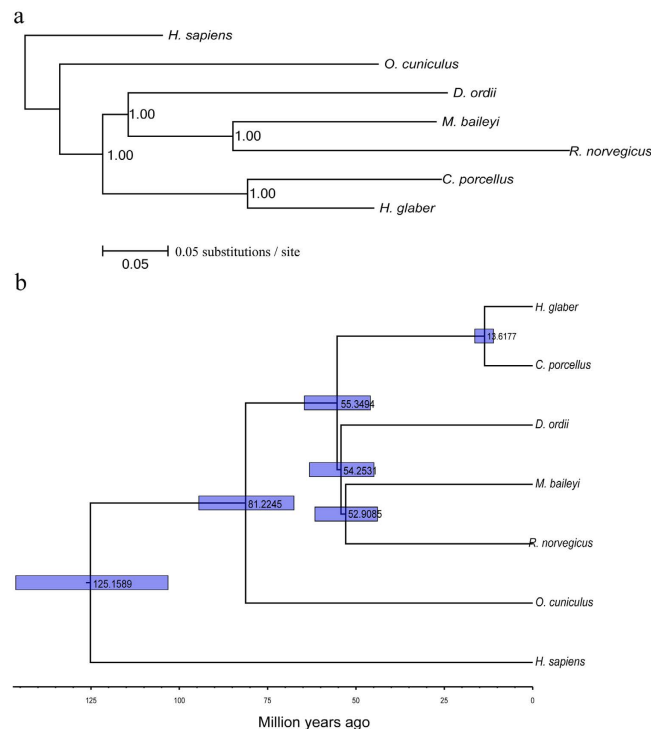 a
H. sapiens
O. cuniculus
D. ordii
1.00
M. baileyi
1.00
R. norvegicus
1.00
C. porcellus
1.00
H. glaber
0.05 substitutions / site
0.05
b
H. glaber
13.6177
C. porcellus
55.3494
D. ordii
54.2531
M. baileyi
81.2245
52.9085
R. norvegicus
125.1589
O. cuniculus
H. sapiens
125 100 75 50 25 0
Million years ago